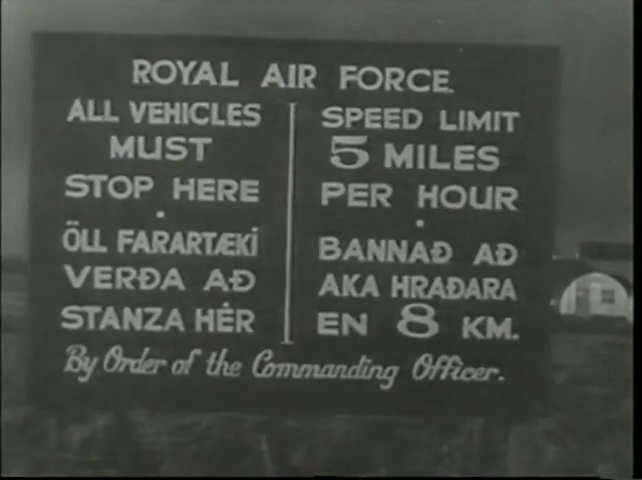 ROYAL AIR FORCE.
ALL VEHICLES
MUST
STOP HERE
ÖLL FARARTÆKI
VERÐA AÐ
STANZA HÉR
SPEED LIMIT
5 MILES
PER HOUR
BANNAÐ AÐ
AKA HRAÐARA
EN 8 KM.
By Order of the Commanding Officer.